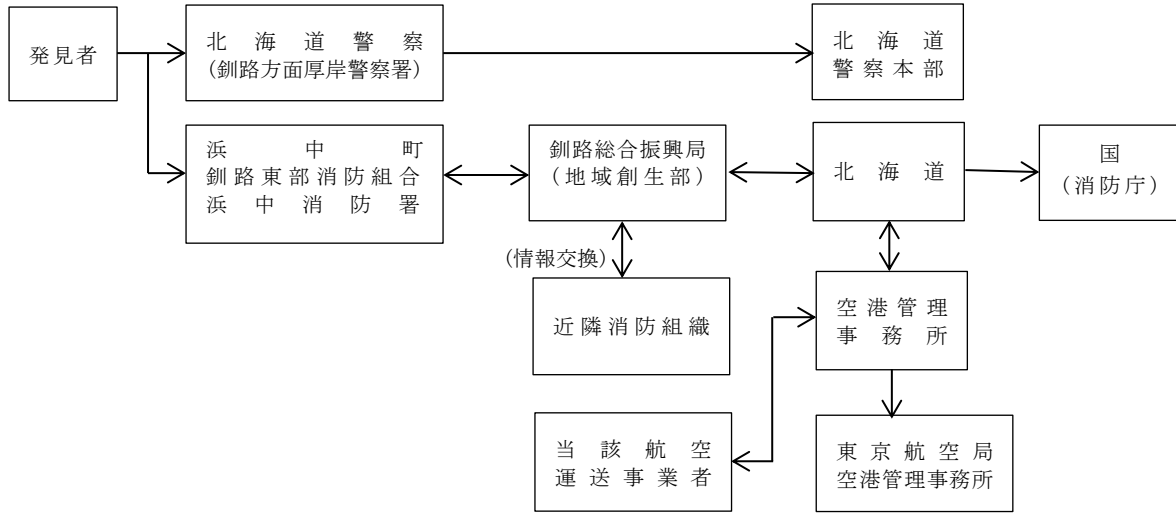 発見者
北海道警察
(釧路方面厚岸警察署)
北海道
警察本部
浜中町
釧路東部消防組合
浜中消防署
釧路総合振興局
(地域創生部)
北海道
国
(消防庁)
(情報交換)
近隣消防組織
空港管理
事務所
当該航空
運送事業者
東京航空局
空港管理事務所